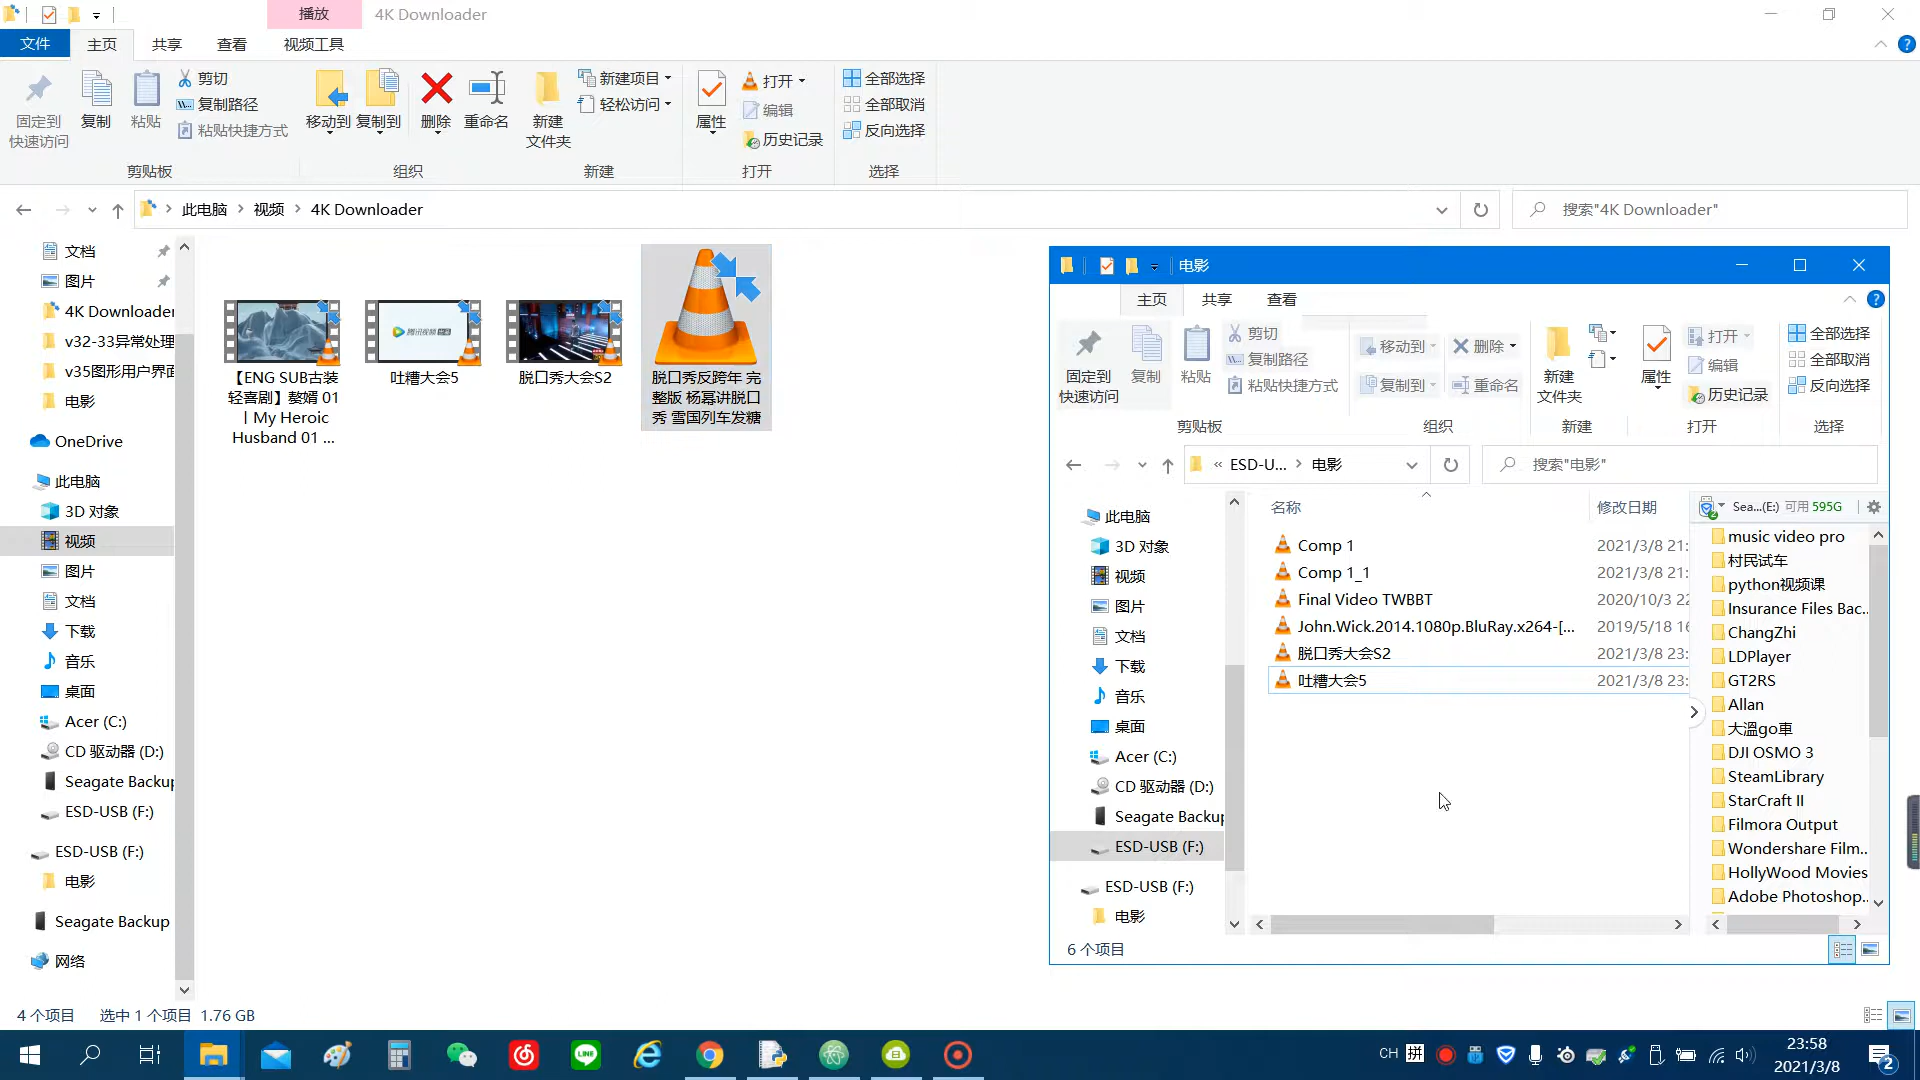 播放
4K Downloader
文件
主页
共享
查看
视频工具
固定到
快速访问
复制
粘贴
剪切
复制路径
粘贴快捷方式
移动到
复制到
删除
重命名
新建
文件夹
新建项目
轻松访问
属性
打开
编辑
历史记录
全部选择
全部取消
反向选择
剪贴板
组织
新建
打开
选择
此电脑
视频
4K Downloader
搜索"4K Downloader"
文档
图片
4K Downloader
v32-33异常处理
v35图形用户界面
电影
OneDrive
此电脑
3D 对象
视频
图片
文档
下载
音乐
桌面
Acer (C:)
CD 驱动器 (D:)
Seagate Backup
ESD-USB (F:)
ESD-USB (F:)
电影
Seagate Backup
网络
【ENG SUB古装
轻喜剧】赘婿 01
丨My Heroic
Husband 01 ...
吐槽大会5
脱口秀大会S2
脱口秀反跨年 完
整版 杨幂讲脱口
秀 雪国列车发糖
4 个项目
选中 1 个项目 1.76 GB
电影
主页
共享
查看
固定到
快速访问
复制
粘贴
剪切
复制路径
粘贴快捷方式
移动到
复制到
删除
重命名
新建
文件夹
属性
打开
编辑
历史记录
全部选择
全部取消
反向选择
剪贴板
组织
新建
打开
选择
« ESD-U...
电影
搜索"电影"
此电脑
3D 对象
视频
图片
文档
下载
音乐
桌面
Acer (C:)
CD 驱动器 (D:)
Seagate Backup
ESD-USB (F:)
ESD-USB (F:)
电影
名称
修改日期
Comp 1
2021/3/8 21:
Comp 1_1
2021/3/8 21:
Final Video TWBBT
2020/10/3 22
John.Wick.2014.1080p.BluRay.x264-[...
2019/5/18 16
脱口秀大会S2
2021/3/8 23:
吐槽大会5
2021/3/8 23:
Sea...(E:) 可用 595G
music video pro
村民试车
python视频课
Insurance Files Bac..
ChangZhi
LDPlayer
GT2RS
Allan
大溫go車
DJI OSMO 3
SteamLibrary
StarCraft II
Filmora Output
Wondershare Film..
HollyWood Movies
Adobe Photoshop..
6 个项目
LINE
CH
拼
23:58
2021/3/8
2